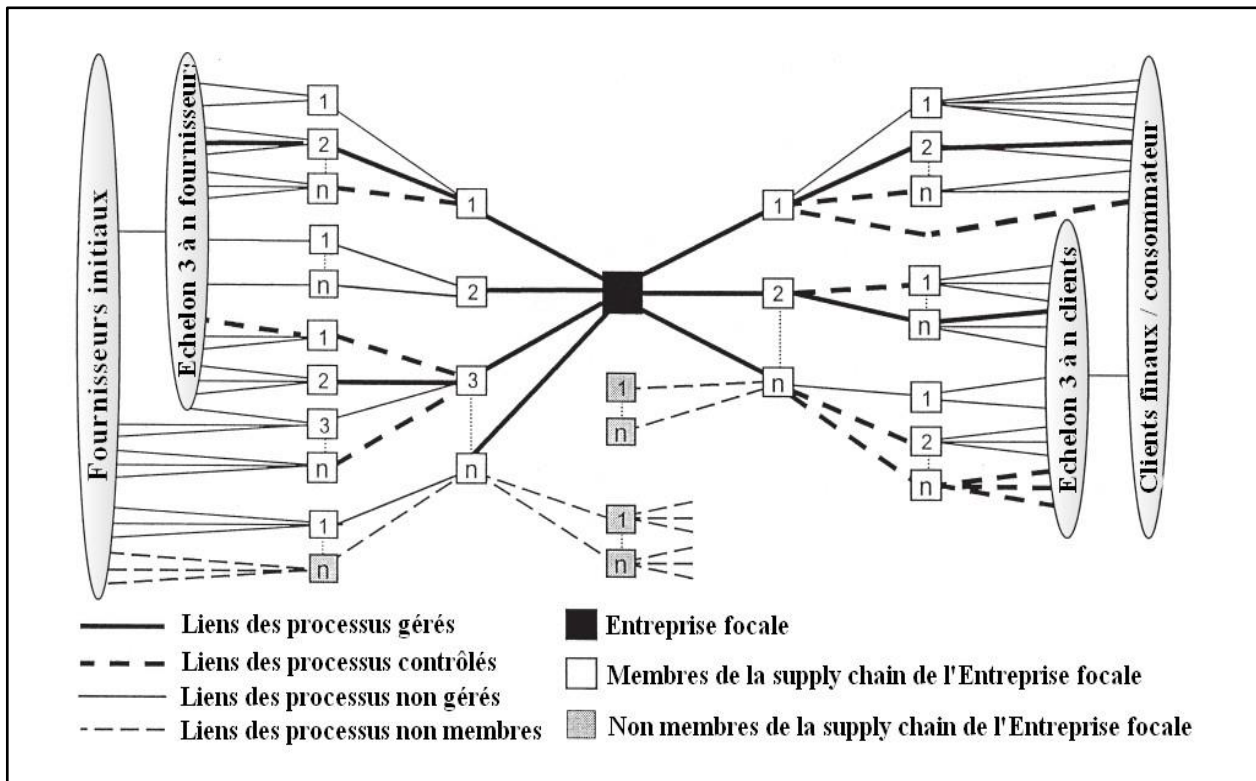 Fournisseurs initiaux
Echelon 3 à n fournisseurs
1
2
n
1
n
1
2
3
n
1
n
1
2
3
n
1
n
1
n
1
2
n
1
2
n
1
n
1
2
n
Echelon 3 à n clients
Clients finaux / consommateur
Liens des processus gérés
Liens des processus contrôlés
Liens des processus non gérés
Liens des processus non membres
Entreprise focale
Membres de la supply chain de l'Entreprise focale
Non membres de la supply chain de l'Entreprise focale